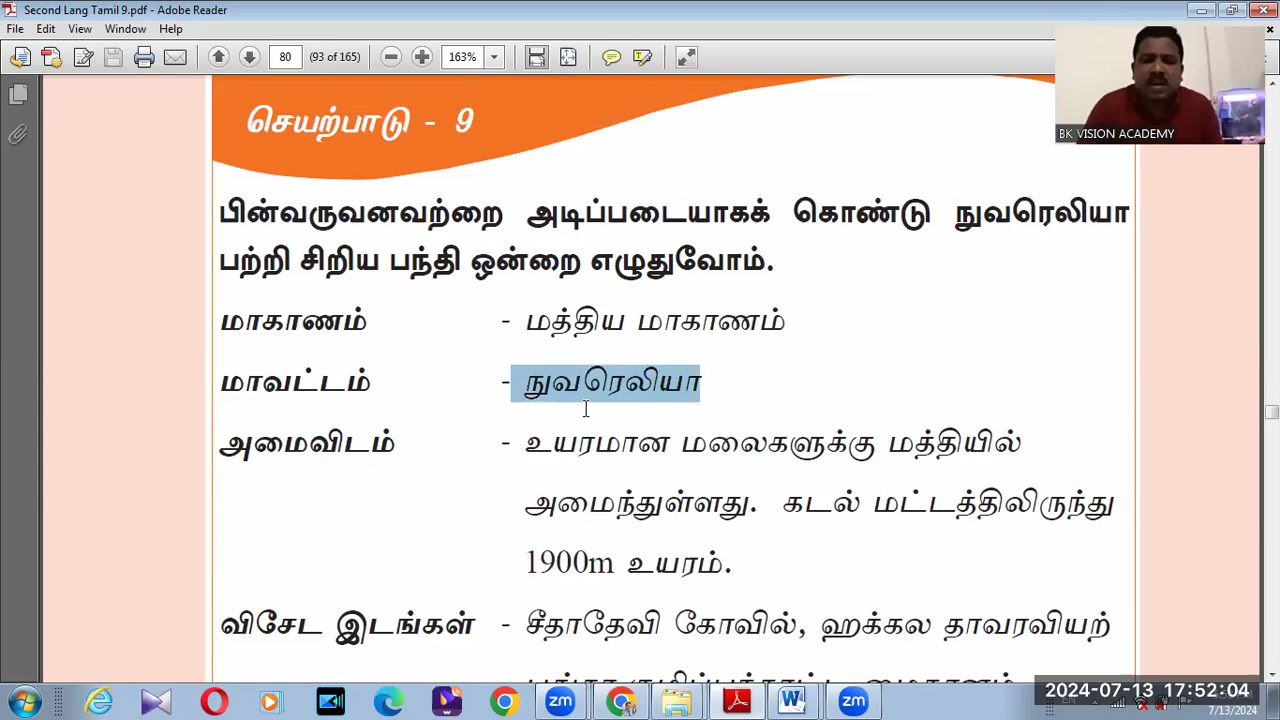 Second Lang Tamil 9.pdf - Adobe Reader
File Edit View Window Help
80 (93 of 165) 163%
BK VISION ACADEMY
செயற்பாடு - 9
பின்வருவனவற்றை அடிப்படையாகக் கொண்டு நுவரெலியா
பற்றி சிறிய பந்தி ஒன்றை எழுதுவோம்.
மாகாணம் - மத்திய மாகாணம்
மாவட்டம் - நுவரெலியா
அமைவிடம் - உயரமான மலைகளுக்கு மத்தியில்
அமைந்துள்ளது. கடல் மட்டத்திலிருந்து
1900m உயரம்.
விசேட இடங்கள் - சீதாதேவி கோவில், ஹக்கல தாவரவியற்
2024-07-13 17:52:04
7/13/2024